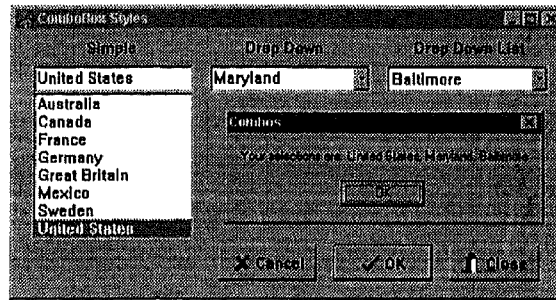 ComboBox Styles
Simple Drop Down Drop Down List
United States Maryland Baltimore
Australia
Canada
France
Germany
Great Britain
Mexico
Sweden
United States
Combos
Your selections are: United States, Maryland, Baltimore
OK
Cancel OK Close